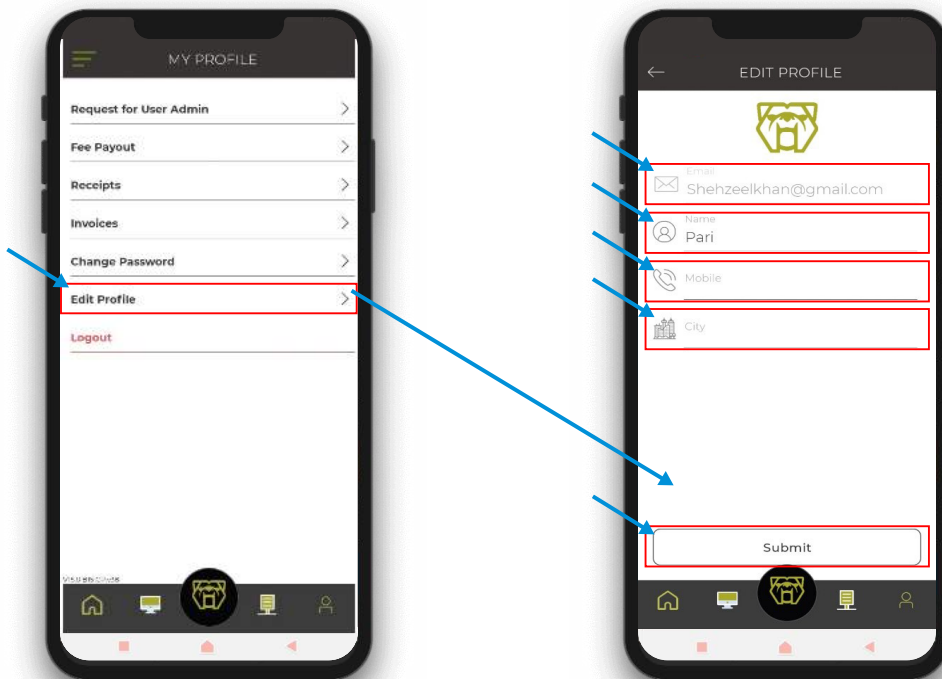 MY PROFILE
Request for User Admin
Fee Payout
Receipts
Invoices
Change Password
Edit Profile
Logout
EDIT PROFILE
Email
Shehzeelkhan@gmail.com
Name
Pari
Mobile
City
Submit